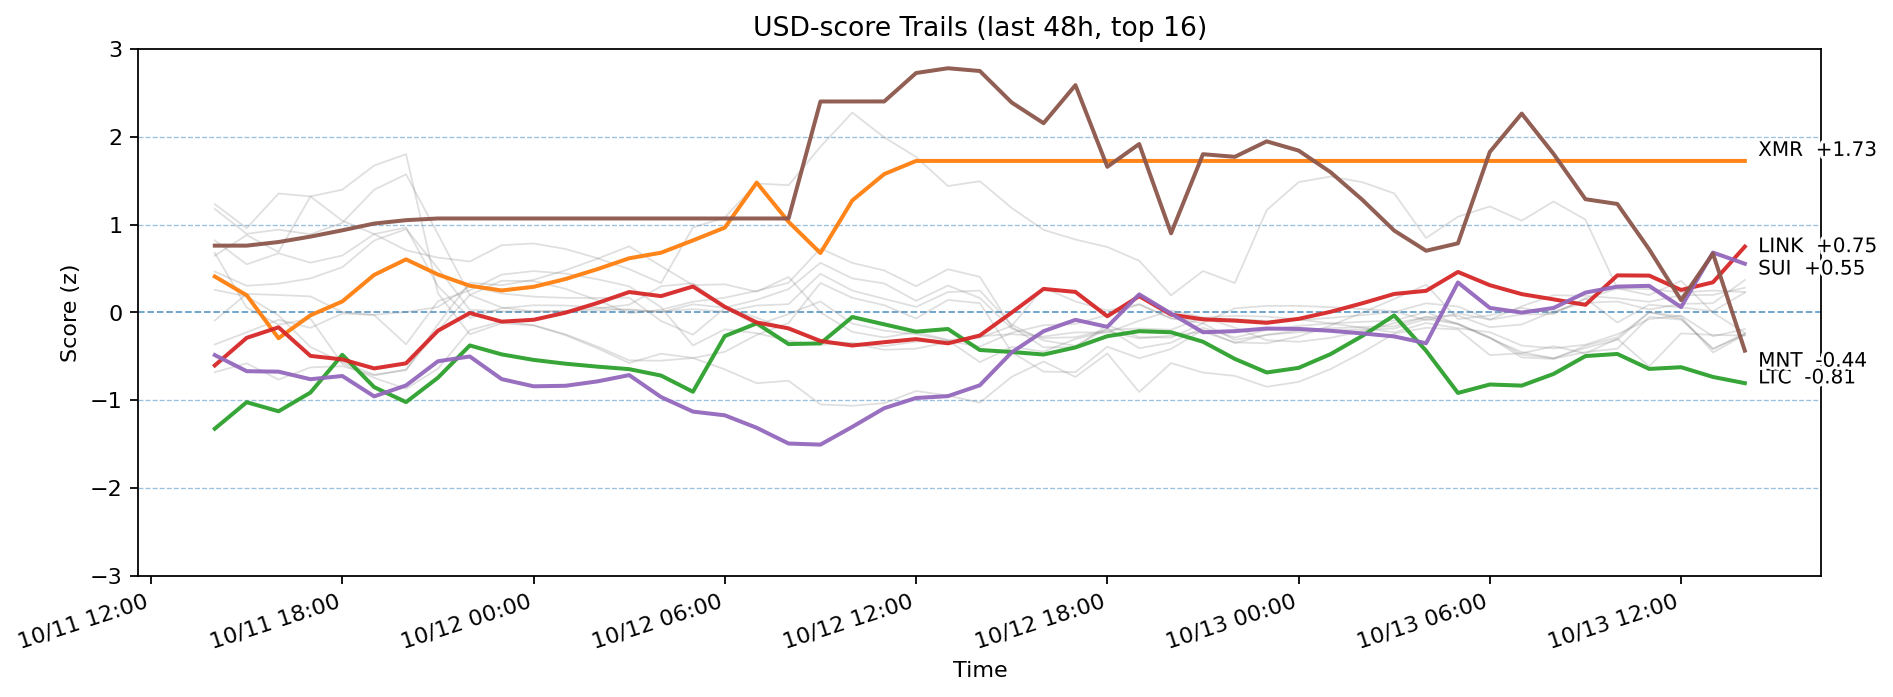 USD-score Trails (last 48h, top 16)
Score (z)
3
2
1
0
−1
−2
−3
XMR +1.73
LINK +0.75
SUI +0.55
MNT -0.44
LTC -0.81
10/11 12:00
10/11 18:00
10/12 00:00
10/12 06:00
10/12 12:00
10/12 18:00
10/13 00:00
10/13 06:00
10/13 12:00
Time